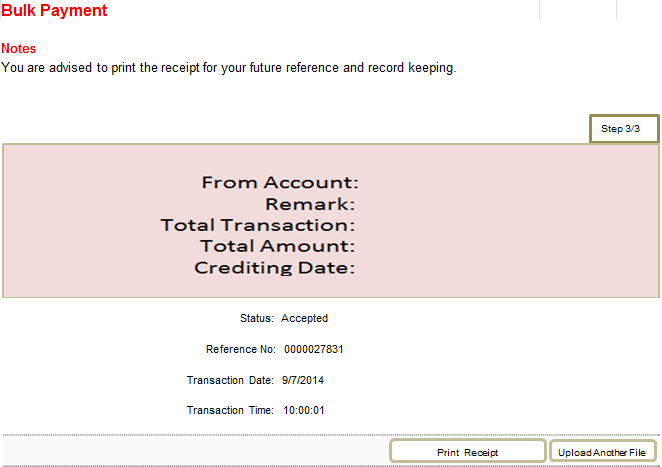 Bulk Payment
Notes
You are advised to print the receipt for your future reference and record keeping.
Step 3/3
From Account:
Remark:
Total Transaction:
Total Amount:
Crediting Date:
Status: Accepted
Reference No: 0000027831
Transaction Date: 9/7/2014
Transaction Time: 10:00:01
Print Receipt Upload Another File